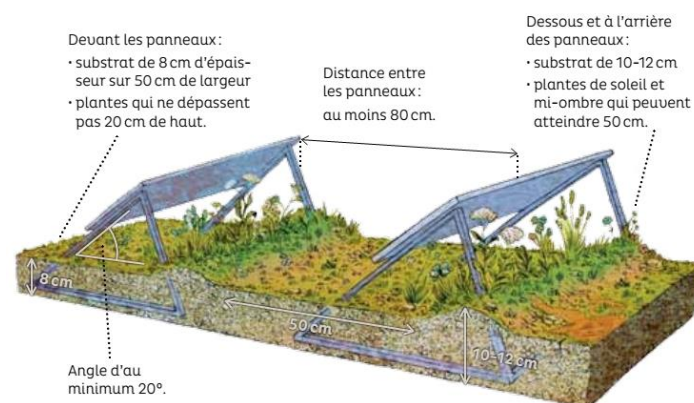 Devant les panneaux :
• substrat de 8 cm d'épais-
seur sur 50 cm de largeur
• plantes qui ne dépassent
pas 20 cm de haut.
Distance entre
les panneaux :
au moins 80 cm.
Dessous et à l'arrière
des panneaux :
• substrat de 10-12 cm
• plantes de soleil et
mi-ombre qui peuvent
atteindre 50 cm.
8 cm
50 cm
10-12 cm
Angle d'au
minimum 20°.